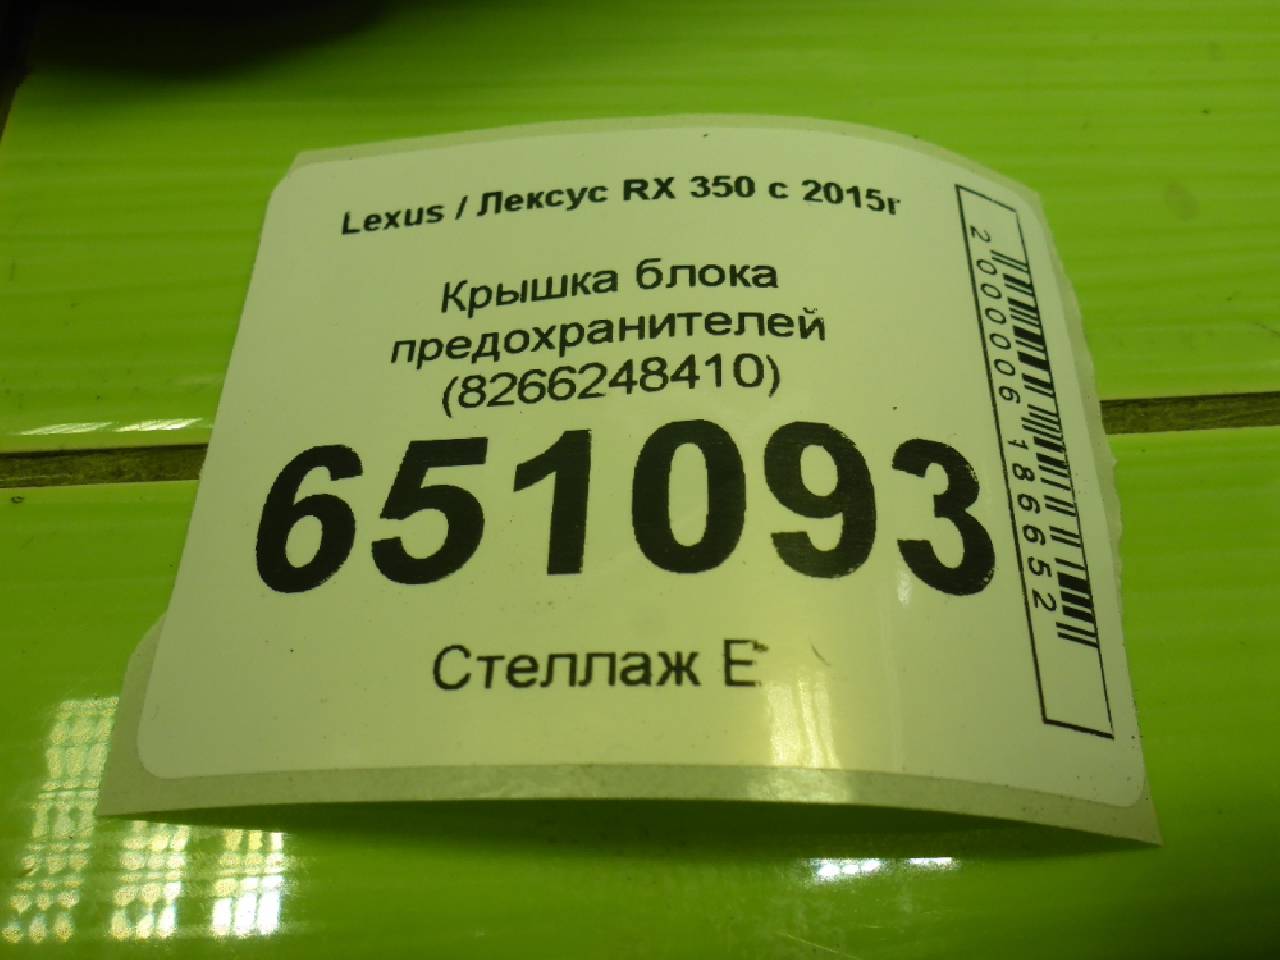 Lexus / Лексус RX 350 с 2015г
Крышка блока
предохранителей
(8266248410)
651093
Стеллаж Е
2000006186652